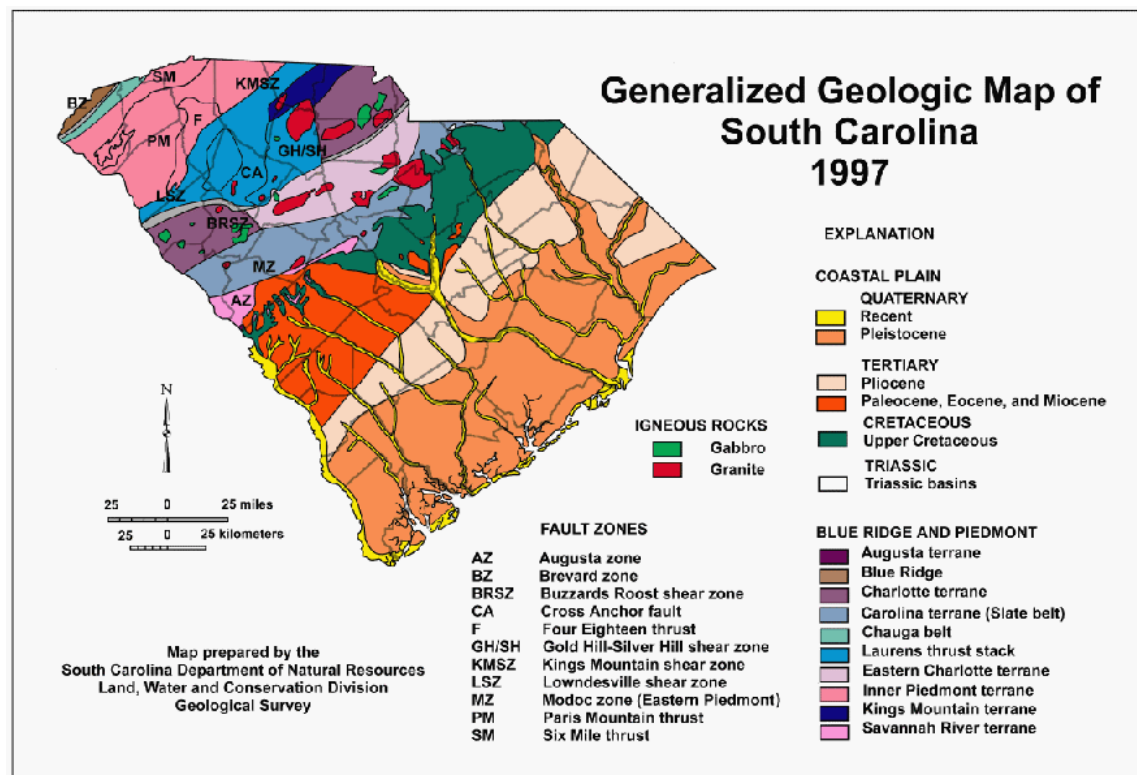 Generalized Geologic Map of
South Carolina
1997
SM
KMSZ
BZ
F
PM
GH/SH
CA
LSZ
BRSZ
MZ
AZ
N
25 0 25 miles
25 0 25 kilometers
Map prepared by the
South Carolina Department of Natural Resources
Land, Water and Conservation Division
Geological Survey
IGNEOUS ROCKS
Gabbro
Granite
FAULT ZONES
AZ Augusta zone
BZ Brevard zone
BRSZ Buzzards Roost shear zone
CA Cross Anchor fault
F Four Eighteen thrust
GH/SH Gold Hill-Silver Hill shear zone
KMSZ Kings Mountain shear zone
LSZ Lowndesville shear zone
MZ Modoc zone (Eastern Piedmont)
PM Paris Mountain thrust
SM Six Mile thrust
EXPLANATION
COASTAL PLAIN
QUATERNARY
Recent
Pleistocene
TERTIARY
Pliocene
Paleocene, Eocene, and Miocene
CRETACEOUS
Upper Cretaceous
TRIASSIC
Triassic basins
BLUE RIDGE AND PIEDMONT
Augusta terrane
Blue Ridge
Charlotte terrane
Carolina terrane (Slate belt)
Chauga belt
Laurens thrust stack
Eastern Charlotte terrane
Inner Piedmont terrane
Kings Mountain terrane
Savannah River terrane